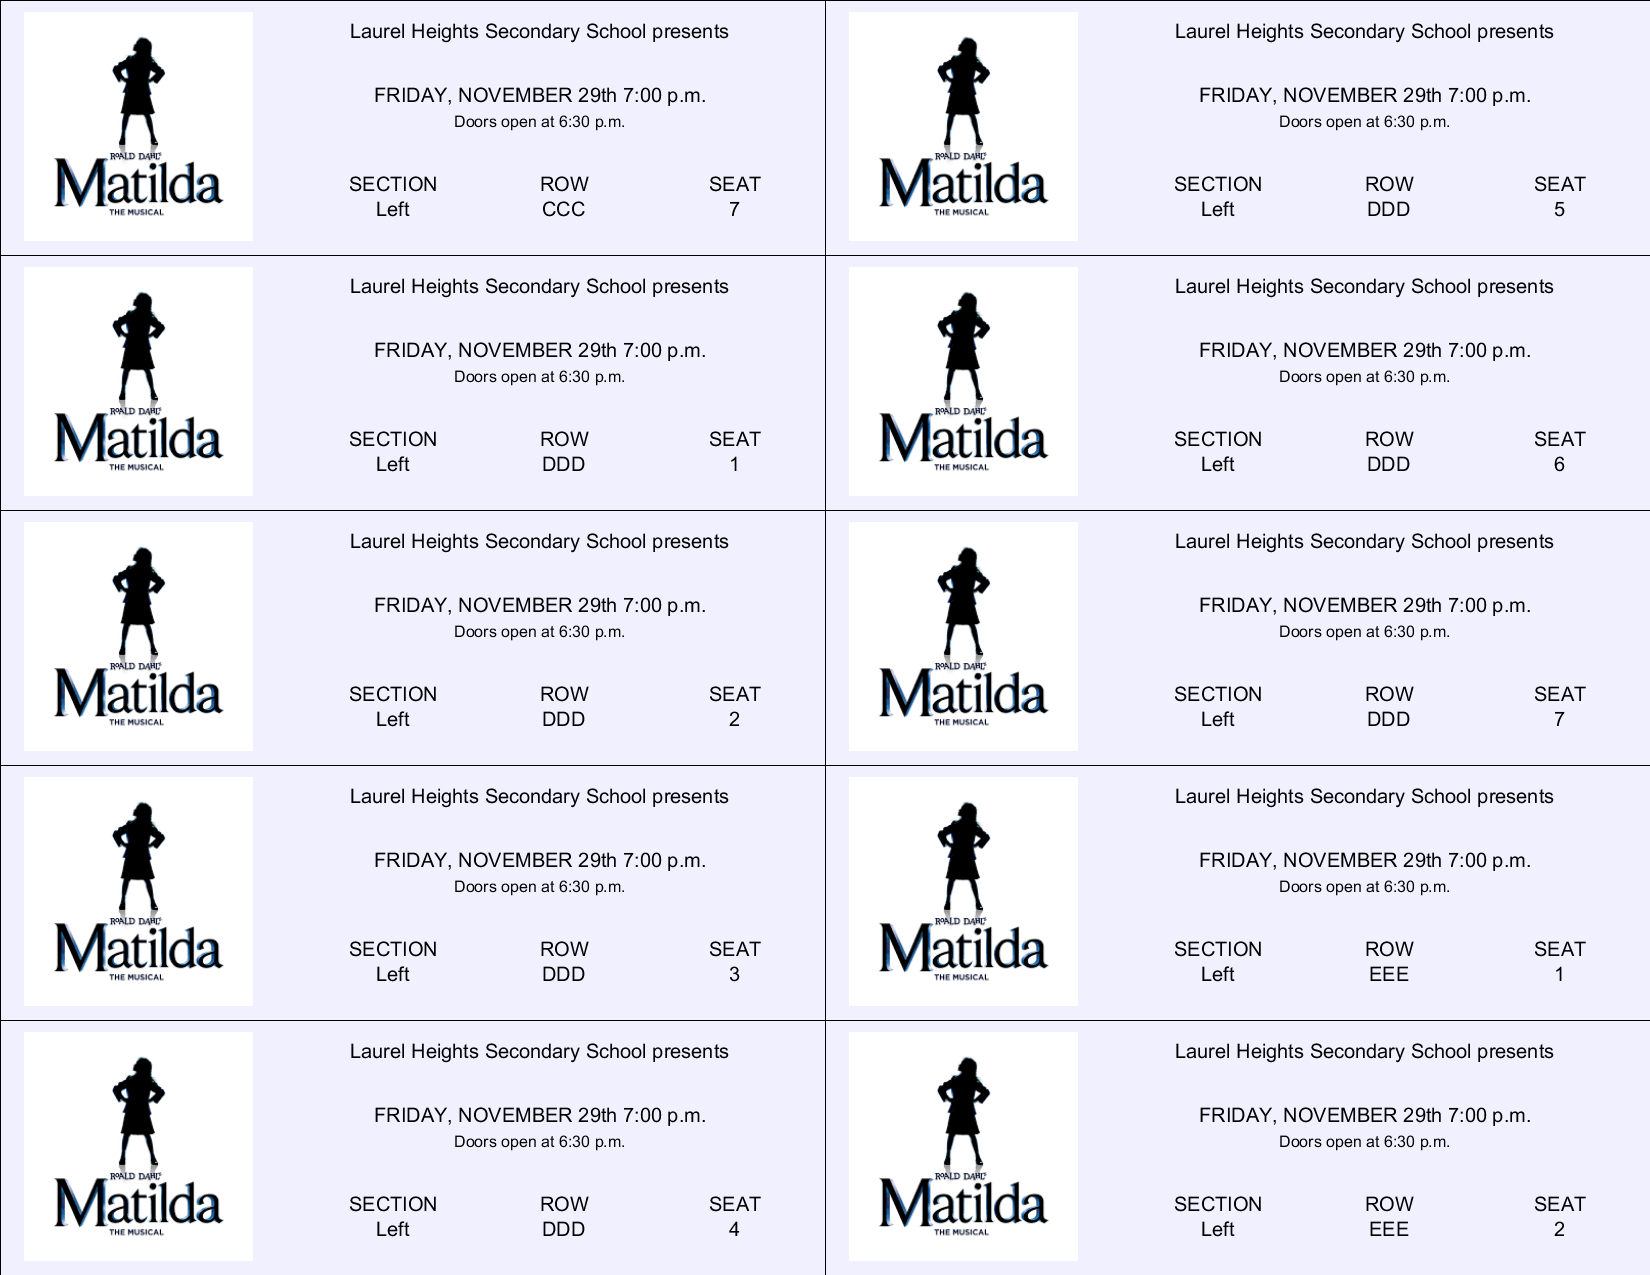 Laurel Heights Secondary School presents
FRIDAY, NOVEMBER 29th 7:00 p.m.
Doors open at 6:30 p.m.
ROALD DAHL'S
Matilda
THE MUSICAL
SECTION ROW SEAT
Left CCC 7
Laurel Heights Secondary School presents
FRIDAY, NOVEMBER 29th 7:00 p.m.
Doors open at 6:30 p.m.
ROALD DAHL'S
Matilda
THE MUSICAL
SECTION ROW SEAT
Left DDD 5
Laurel Heights Secondary School presents
FRIDAY, NOVEMBER 29th 7:00 p.m.
Doors open at 6:30 p.m.
ROALD DAHL'S
Matilda
THE MUSICAL
SECTION ROW SEAT
Left DDD 1
Laurel Heights Secondary School presents
FRIDAY, NOVEMBER 29th 7:00 p.m.
Doors open at 6:30 p.m.
ROALD DAHL'S
Matilda
THE MUSICAL
SECTION ROW SEAT
Left DDD 6
Laurel Heights Secondary School presents
FRIDAY, NOVEMBER 29th 7:00 p.m.
Doors open at 6:30 p.m.
ROALD DAHL'S
Matilda
THE MUSICAL
SECTION ROW SEAT
Left DDD 2
Laurel Heights Secondary School presents
FRIDAY, NOVEMBER 29th 7:00 p.m.
Doors open at 6:30 p.m.
ROALD DAHL'S
Matilda
THE MUSICAL
SECTION ROW SEAT
Left DDD 7
Laurel Heights Secondary School presents
FRIDAY, NOVEMBER 29th 7:00 p.m.
Doors open at 6:30 p.m.
ROALD DAHL'S
Matilda
THE MUSICAL
SECTION ROW SEAT
Left DDD 3
Laurel Heights Secondary School presents
FRIDAY, NOVEMBER 29th 7:00 p.m.
Doors open at 6:30 p.m.
ROALD DAHL'S
Matilda
THE MUSICAL
SECTION ROW SEAT
Left EEE 1
Laurel Heights Secondary School presents
FRIDAY, NOVEMBER 29th 7:00 p.m.
Doors open at 6:30 p.m.
ROALD DAHL'S
Matilda
THE MUSICAL
SECTION ROW SEAT
Left DDD 4
Laurel Heights Secondary School presents
FRIDAY, NOVEMBER 29th 7:00 p.m.
Doors open at 6:30 p.m.
ROALD DAHL'S
Matilda
THE MUSICAL
SECTION ROW SEAT
Left EEE 2